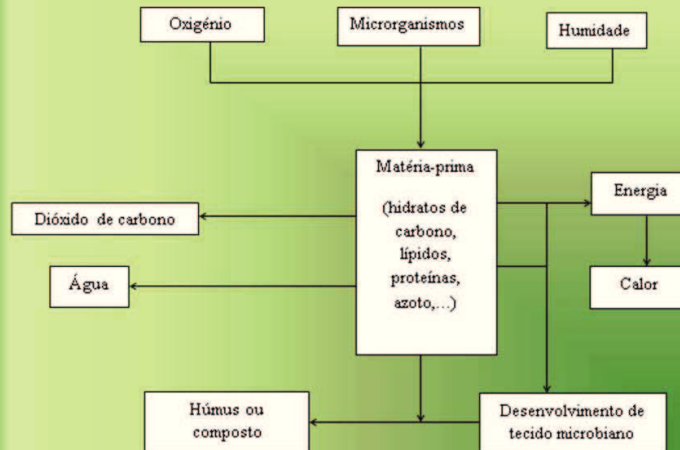 Oxigénio
Microrganismos
Humidade
Matéria-prima
(hidratos de
carbono,
lípidos,
proteínas,
azoto,...)
Energia
Dióxido de carbono
Água
Calor
Húmus ou
composto
Desenvolvimento de
tecido microbiano